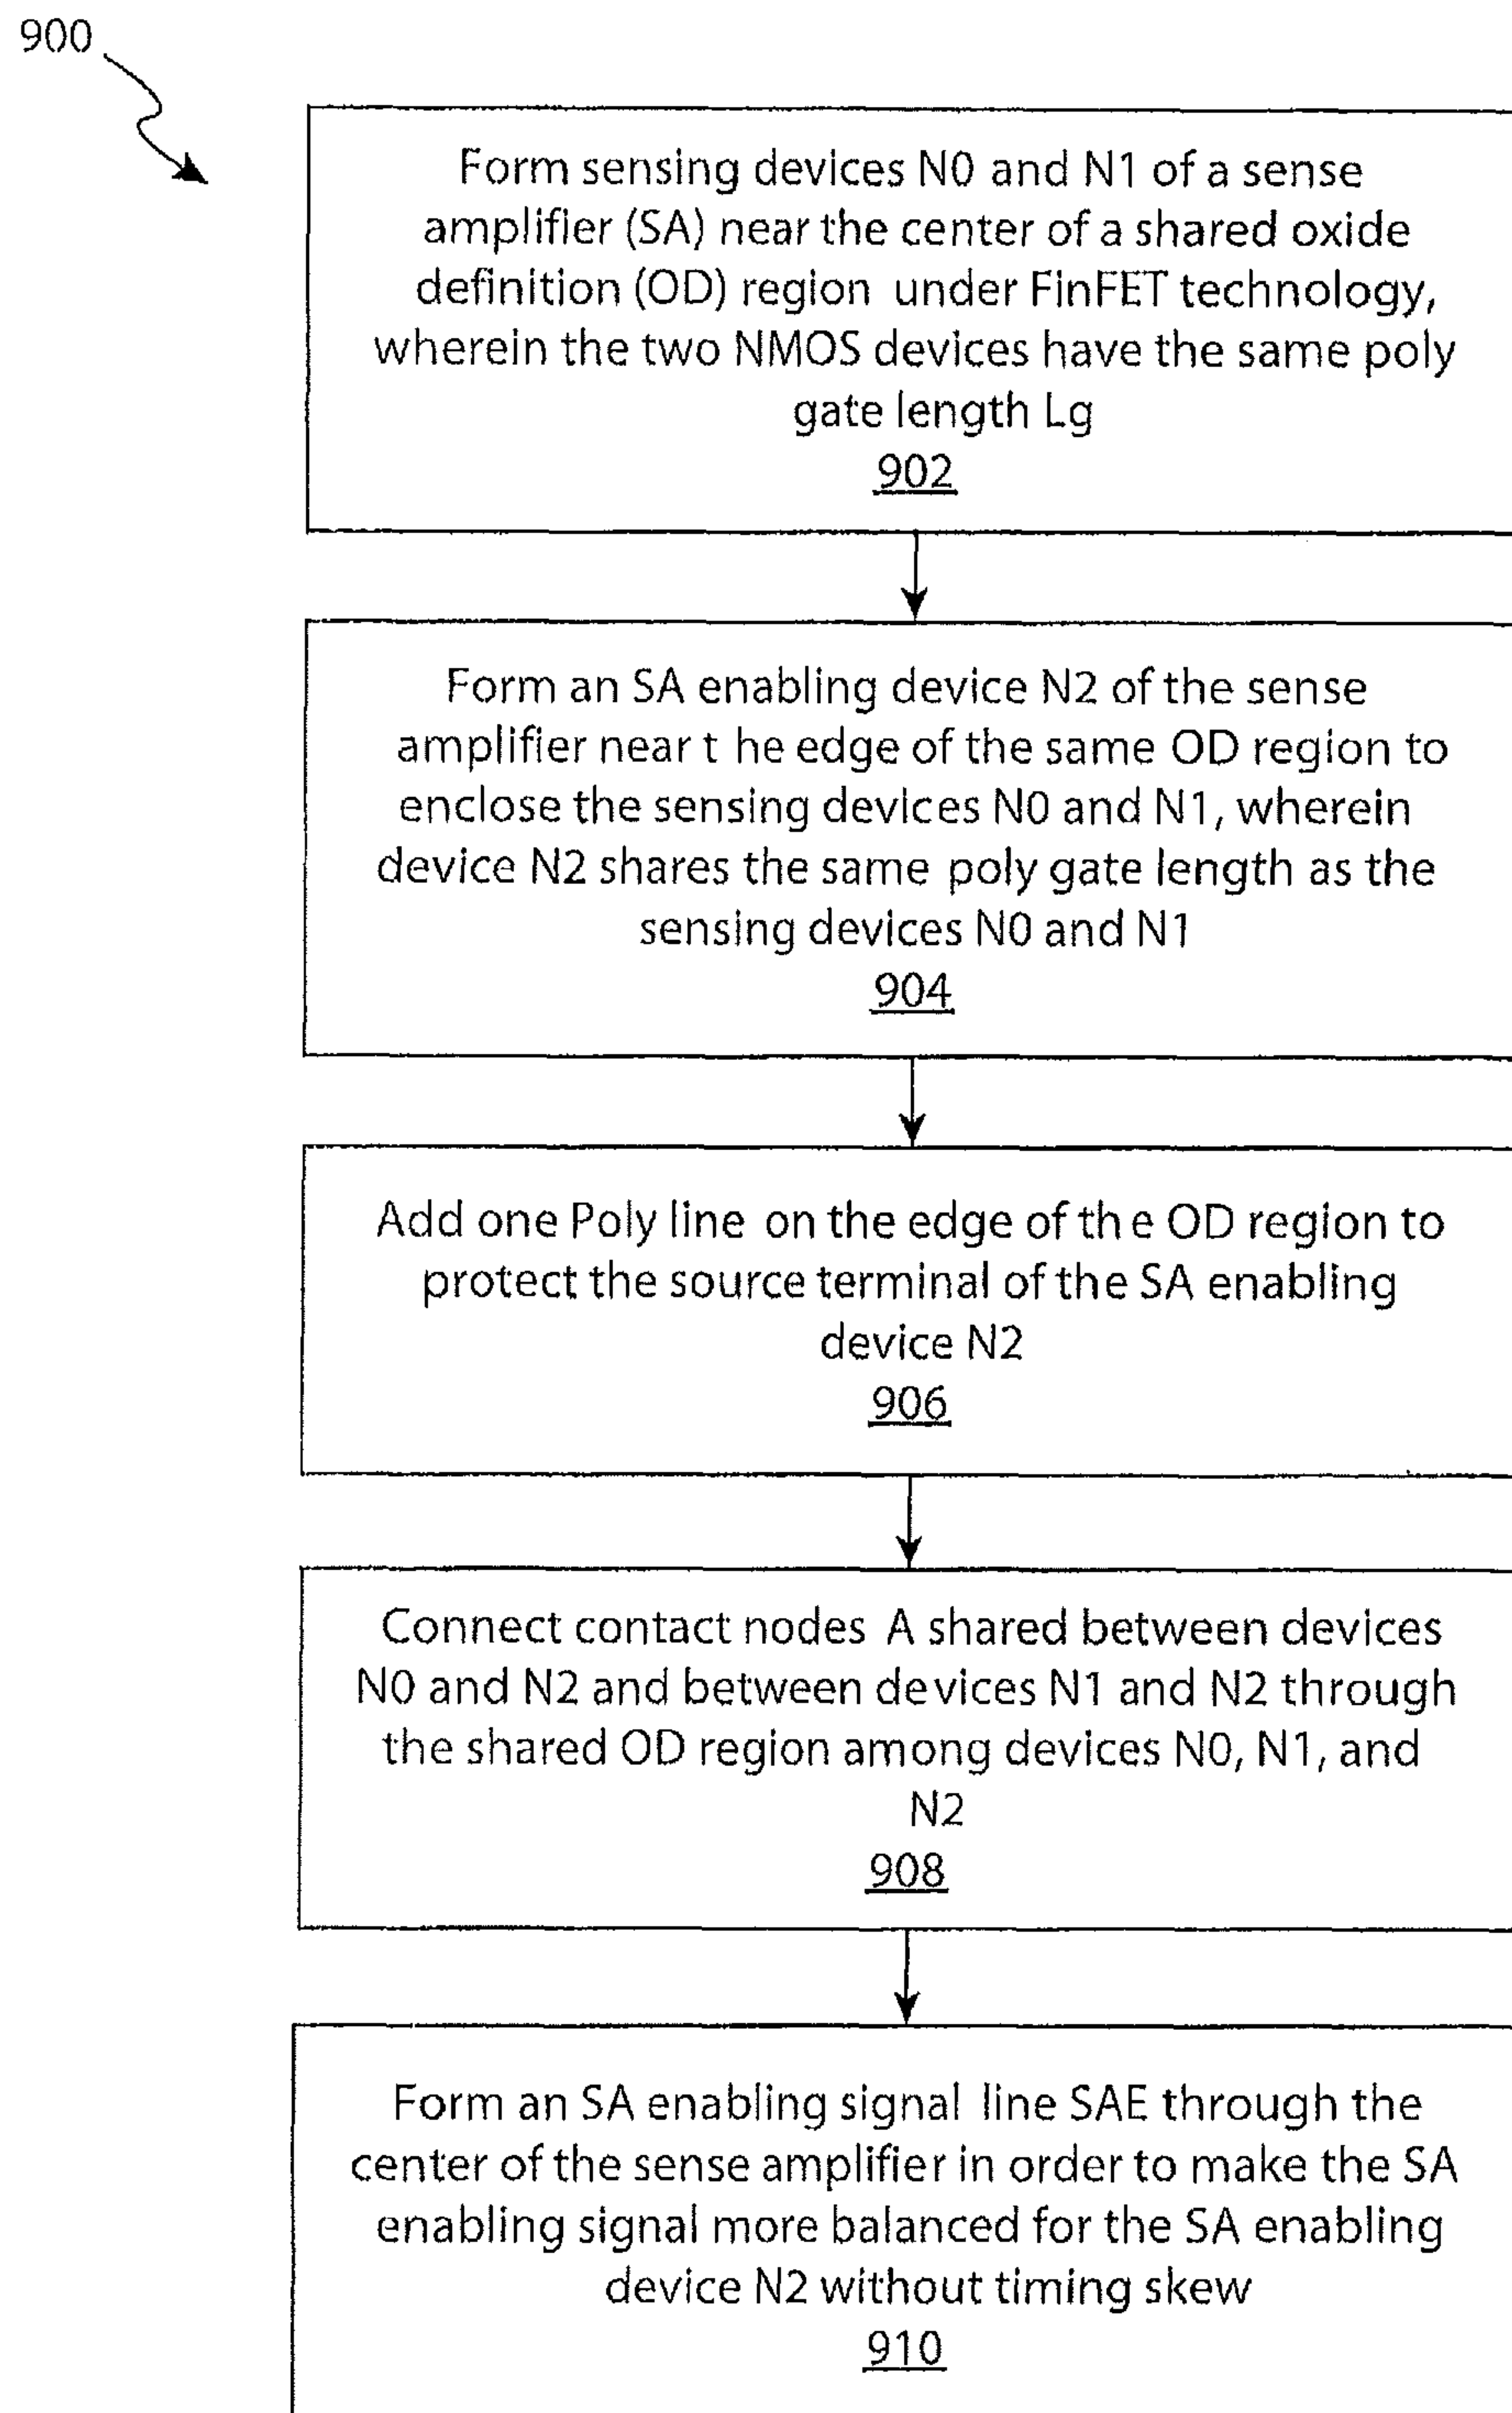 900
Form sensing devices N0 and N1 of a sense
amplifier (SA) near the center of a shared oxide
definition (OD) region under FinFET technology,
wherein the two NMOS devices have the same poly
gate length Lg
902
Form an SA enabling device N2 of the sense
amplifier near t he edge of the same OD region to
enclose the sensing devices N0 and N1, wherein
device N2 shares the same poly gate length as the
sensing devices N0 and N1
904
Add one Poly line on the edge of the OD region to
protect the source terminal of the SA enabling
device N2
906
Connect contact nodes A shared between devices
N0 and N2 and between devices N1 and N2 through
the shared OD region among devices N0, N1, and
N2
908
Form an SA enabling signal line SAE through the
center of the sense amplifier in order to make the SA
enabling signal more balanced for the SA enabling
device N2 without timing skew
910